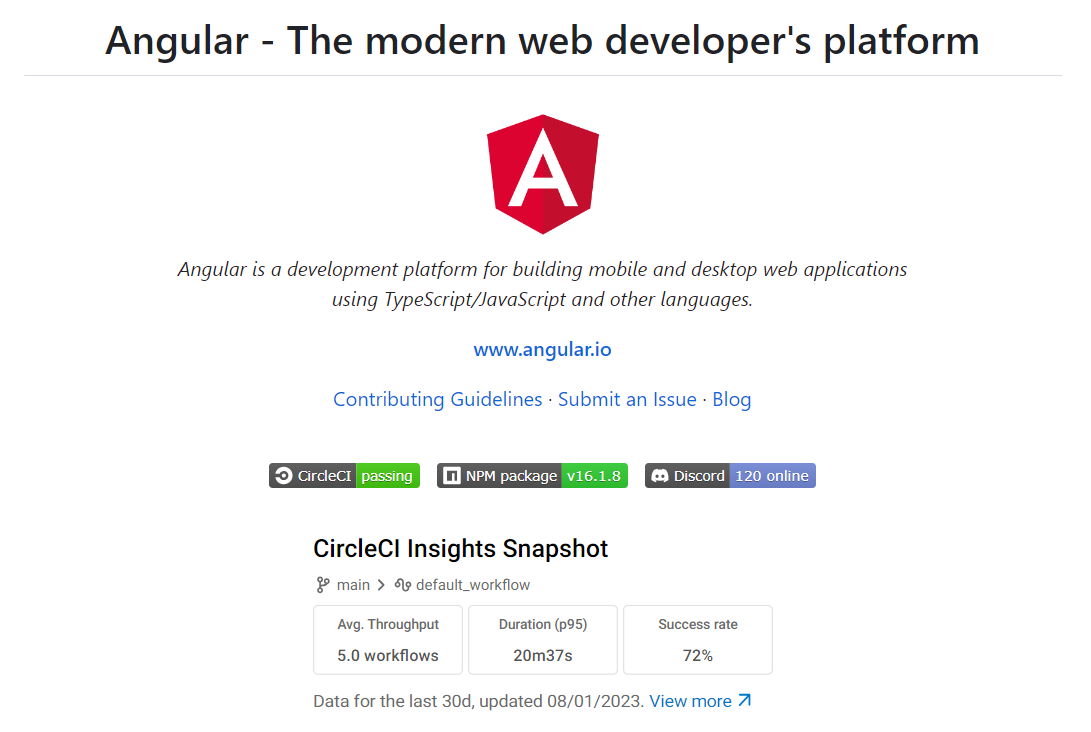 Angular - The modern web developer's platform
A
Angular is a development platform for building mobile and desktop web applications
using TypeScript/JavaScript and other languages.
www.angular.io
Contributing Guidelines · Submit an Issue · Blog
CircleCI passing NPM package v16.1.8 Discord 120 online
CircleCI Insights Snapshot
main default_workflow
Avg. Throughput Duration (p95) Success rate
5.0 workflows 20m37s 72%
Data for the last 30d, updated 08/01/2023. View more